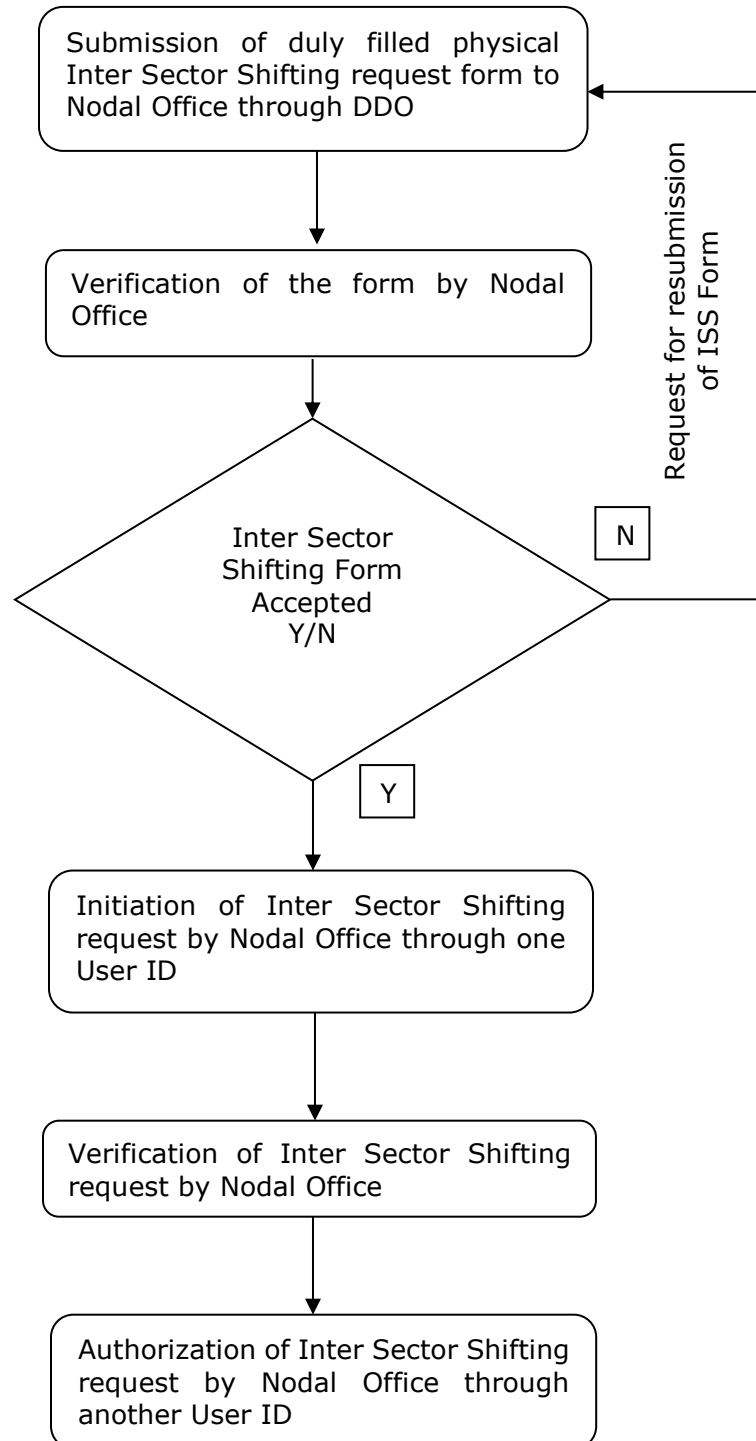 Submission of duly filled physical
Inter Sector Shifting request form to
Nodal Office through DDO
Request for resubmission
of ISS Form
Verification of the form by Nodal
Office
Inter Sector
Shifting Form
Accepted
Y/N
N
Y
Initiation of Inter Sector Shifting
request by Nodal Office through one
User ID
Verification of Inter Sector Shifting
request by Nodal Office
Authorization of Inter Sector Shifting
request by Nodal Office through
another User ID